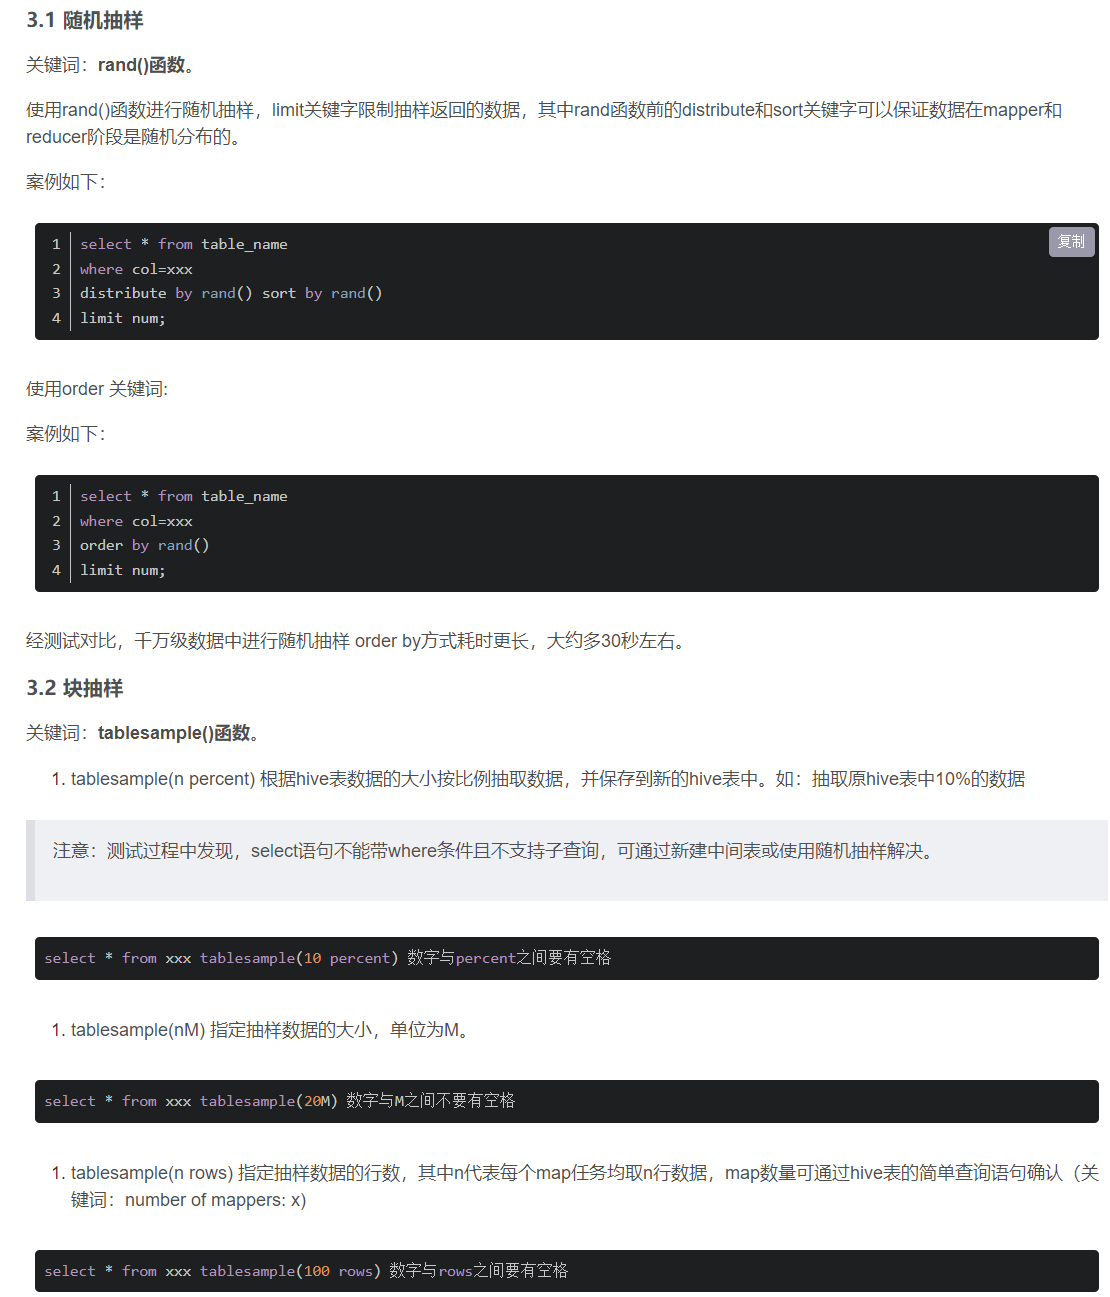 3.1 随机抽样
关键词：rand()函数。
使用rand()函数进行随机抽样，limit关键字限制抽样返回的数据，其中rand函数前的distribute和sort关键字可以保证数据在mapper和
reducer阶段是随机分布的。
案例如下：
复制
1 select * from table_name
2 where col=xxx
3 distribute by rand() sort by rand()
4 limit num;
使用order 关键词:
案例如下：
1 select * from table_name
2 where col=xxx
3 order by rand()
4 limit num;
经测试对比，千万级数据中进行随机抽样 order by方式耗时更长，大约多30秒左右。
3.2 块抽样
关键词：tablesample()函数。
1. tablesample(n percent) 根据hive表数据的大小按比例抽取数据，并保存到新的hive表中。如：抽取原hive表中10%的数据
注意：测试过程中发现，select语句不能带where条件且不支持子查询，可通过新建中间表或使用随机抽样解决。
select * from xxx tablesample(10 percent) 数字与percent之间要有空格
1. tablesample(nM) 指定抽样数据的大小，单位为M。
select * from xxx tablesample(20M) 数字与M之间不要有空格
1. tablesample(n rows) 指定抽样数据的行数，其中n代表每个map任务均取n行数据，map数量可通过hive表的简单查询语句确认（关
键词：number of mappers: x)
select * from xxx tablesample(100 rows) 数字与rows之间要有空格